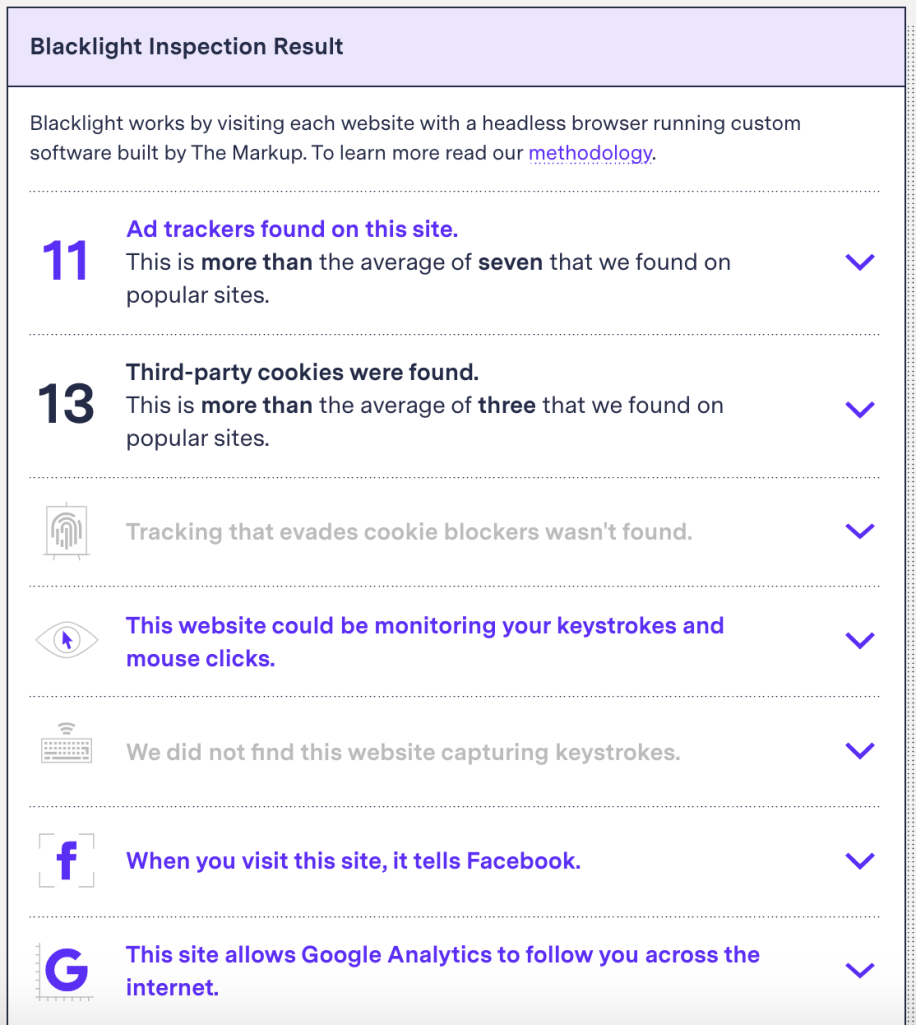 Blacklight Inspection Result
Blacklight works by visiting each website with a headless browser running custom
software built by The Markup. To learn more read our methodology.
11
Ad trackers found on this site.
This is more than the average of seven that we found on
popular sites.
13
Third-party cookies were found.
This is more than the average of three that we found on
popular sites.
Tracking that evades cookie blockers wasn't found.
This website could be monitoring your keystrokes and
mouse clicks.
We did not find this website capturing keystrokes.
f
When you visit this site, it tells Facebook.
G
This site allows Google Analytics to follow you across the
internet.